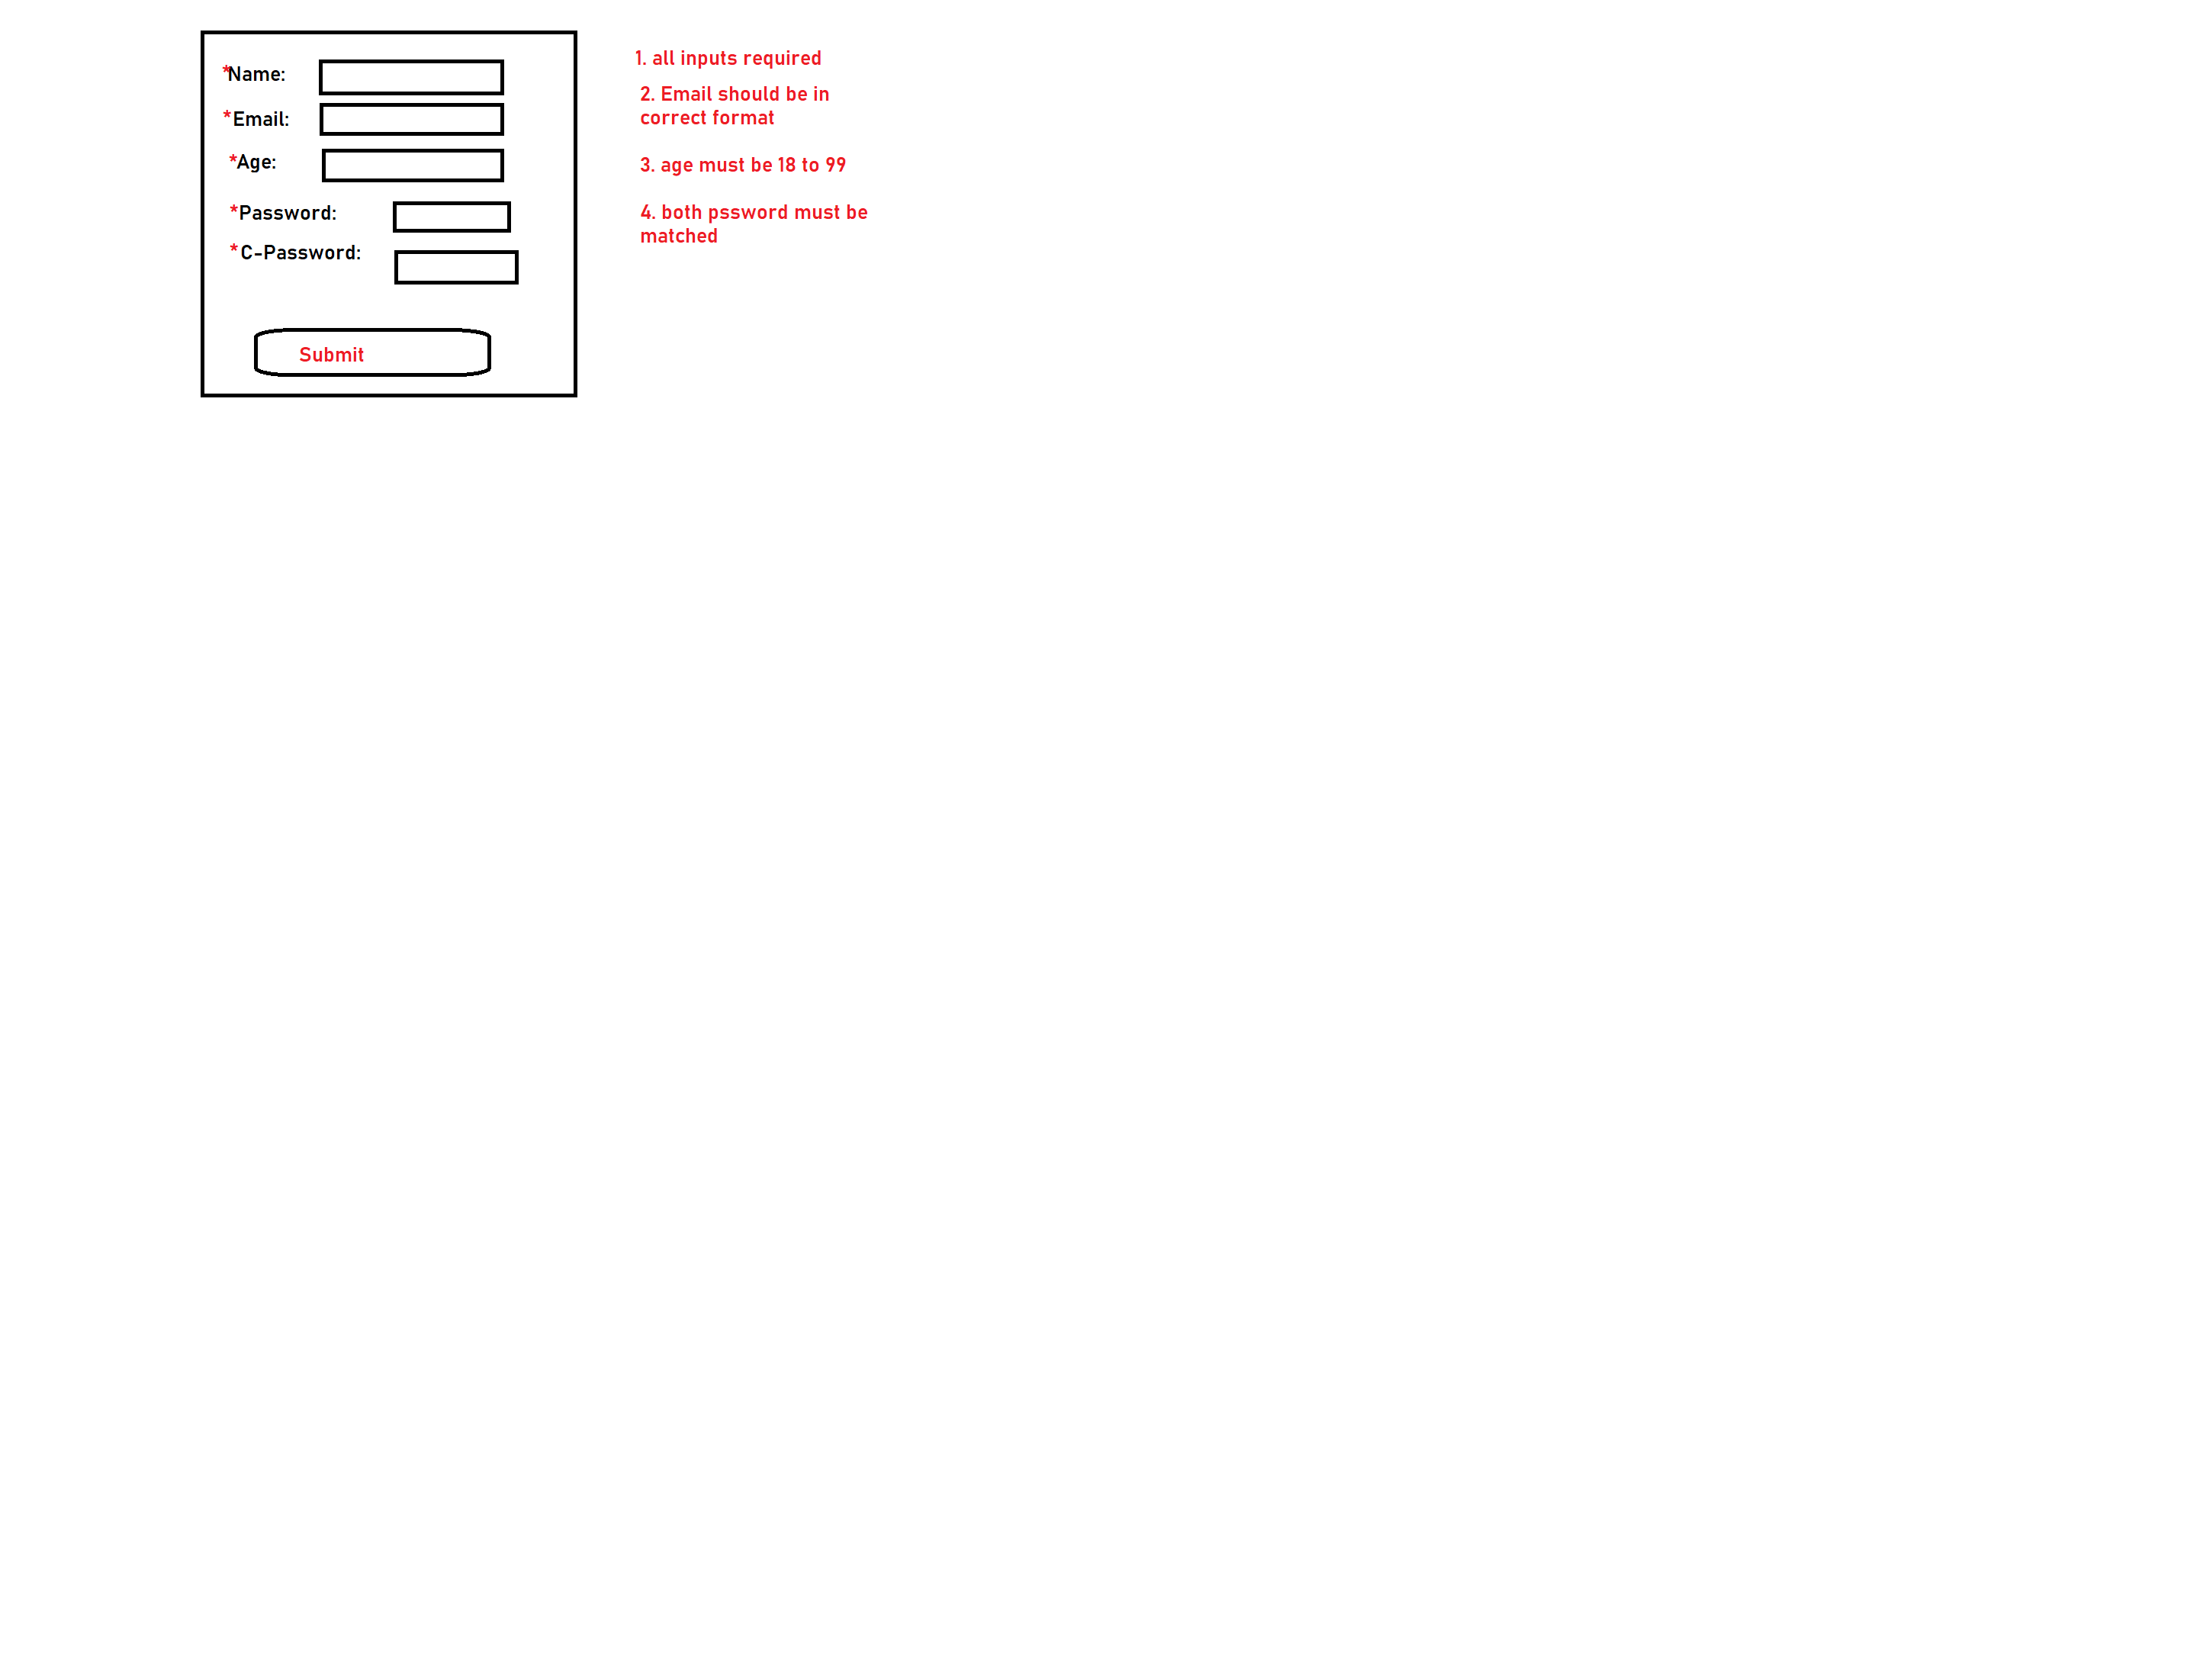 *Name:
*Email:
*Age:
*Password:
*C-Password:
Submit
1. all inputs required
2. Email should be in
correct format
3. age must be 18 to 99
4. both pssword must be
matched